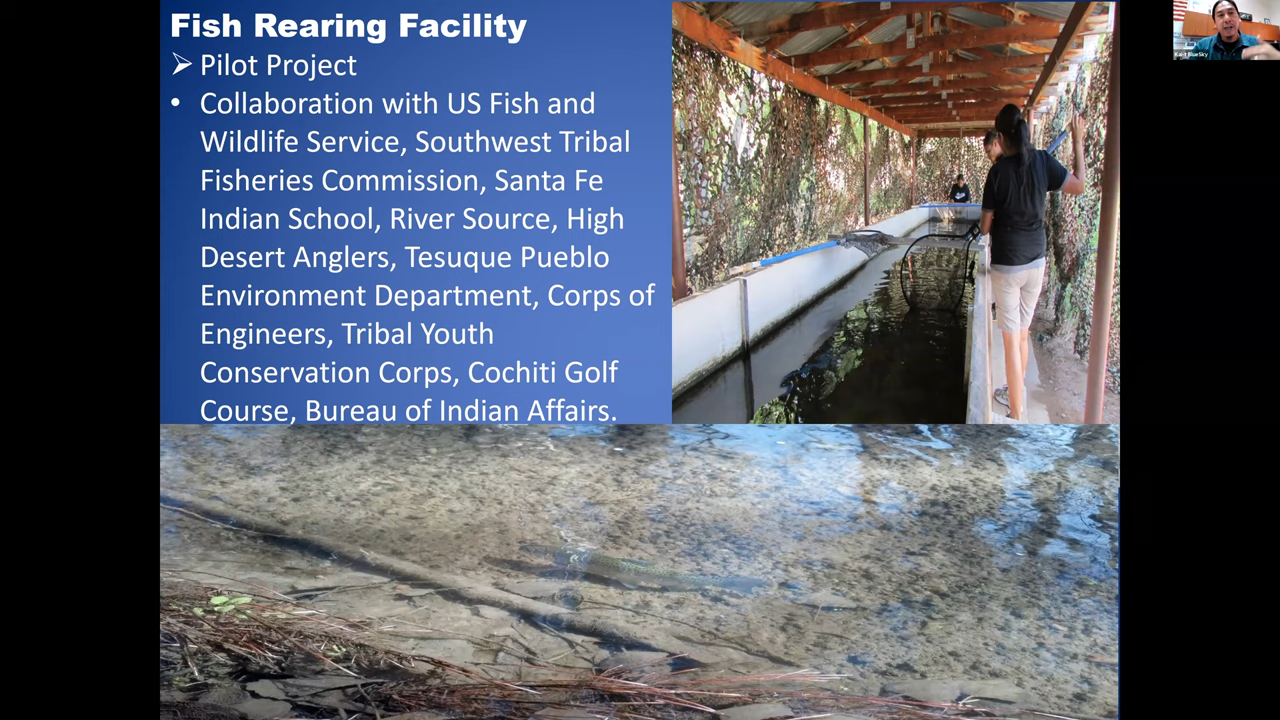 Fish Rearing Facility
➢ Pilot Project
• Collaboration with US Fish and
Wildlife Service, Southwest Tribal
Fisheries Commission, Santa Fe
Indian School, River Source, High
Desert Anglers, Tesuque Pueblo
Environment Department, Corps of
Engineers, Tribal Youth
Conservation Corps, Cochiti Golf
Course, Bureau of Indian Affairs.
BlueSky